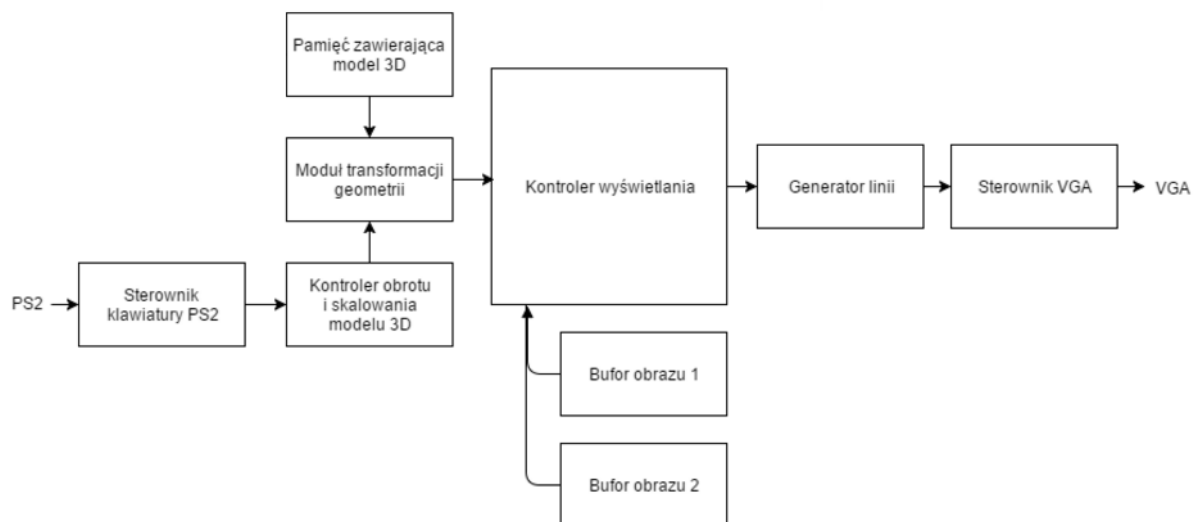 Pamięć zawierająca
model 3D
Moduł transformacji
geometrii
Kontroler wyświetlania
Generator linii
Sterownik VGA
VGA
PS2
Sterownik
klawiatury PS2
Kontroler obrotu
i skalowania
modelu 3D
Bufor obrazu 1
Bufor obrazu 2